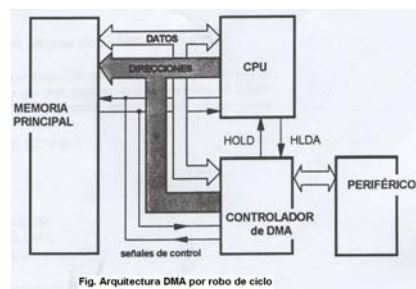 DATOS
DIRECCIONES
CPU
MEMORIA
PRINCIPAL
HOLD
HLDA
PERIFÉRICO
CONTROLADOR
de DMA
señales de control
Fig. Arquitectura DMA por robo de ciclo